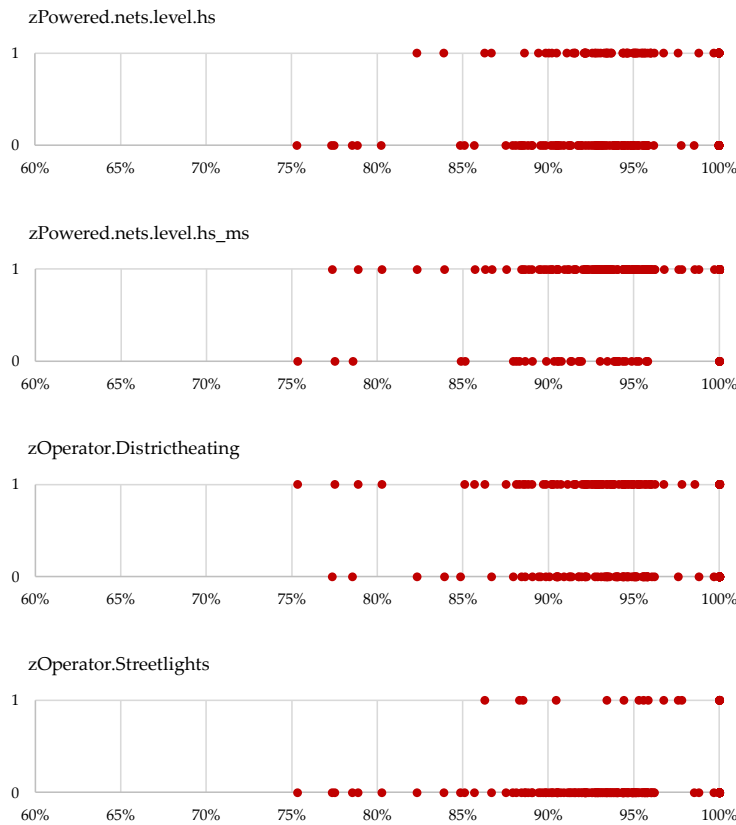 zPowered.nets.level.hs
1
0
60% 65% 70% 75% 80% 85% 90% 95% 100%
zPowered.nets.level.hs_ms
1
0
60% 65% 70% 75% 80% 85% 90% 95% 100%
zOperator.Districtheating
1
0
60% 65% 70% 75% 80% 85% 90% 95% 100%
zOperator.Streetlights
1
0
60% 65% 70% 75% 80% 85% 90% 95% 100%